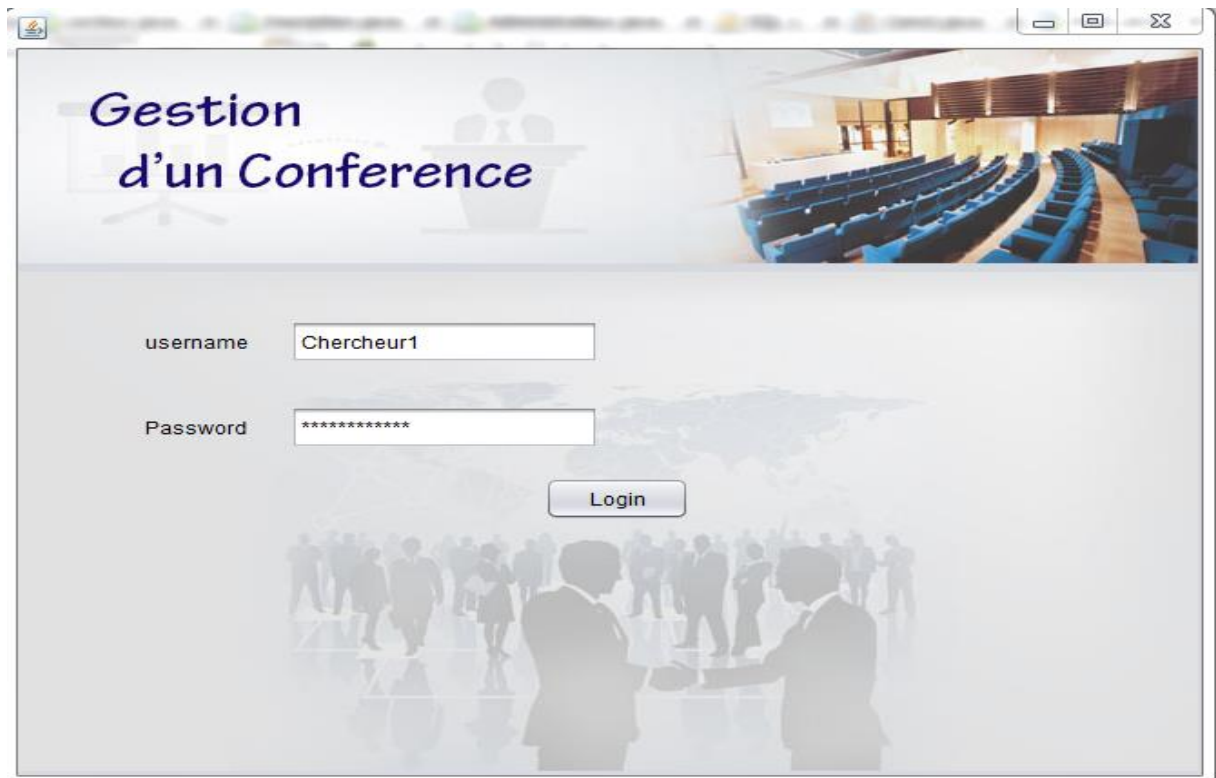 Gestion
d'un Conference
username
Chercheur1
Password
************
Login